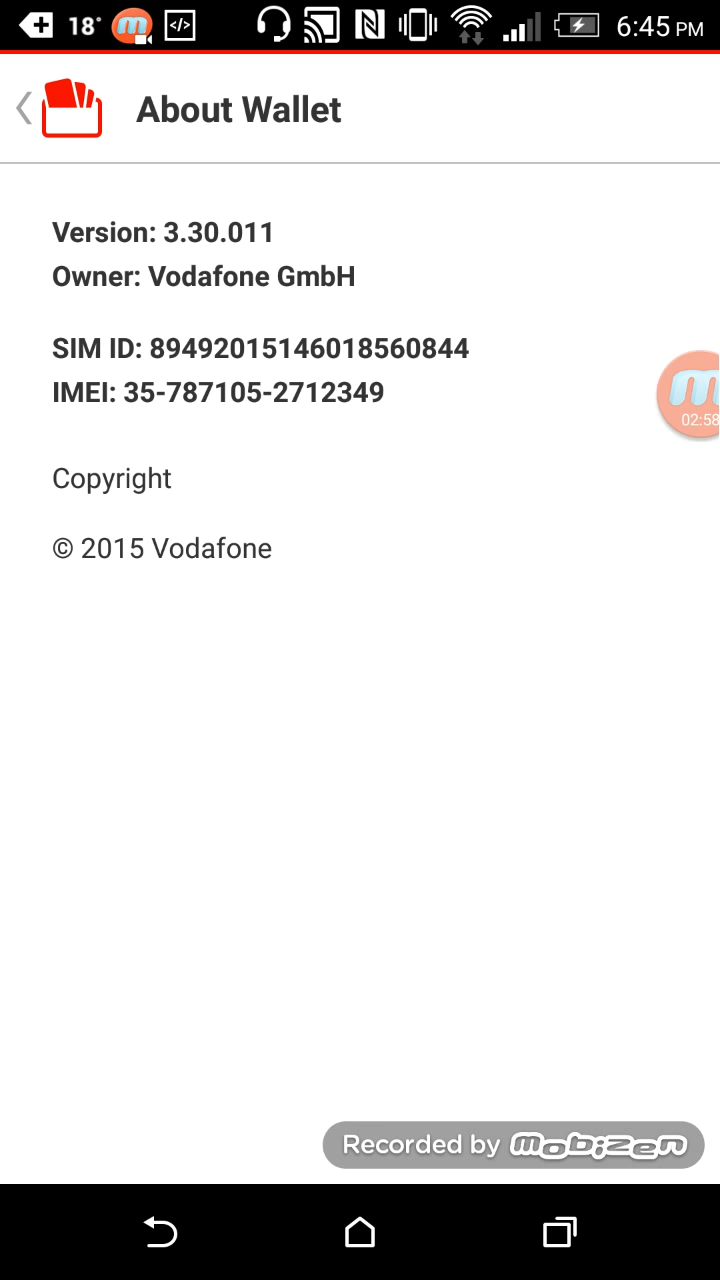 18°
6:45 PM
About Wallet
Version: 3.30.011
Owner: Vodafone GmbH
SIM ID: 89492015146018560844
IMEI: 35-787105-2712349
02:58
Copyright
© 2015 Vodafone
Recorded by mobizen